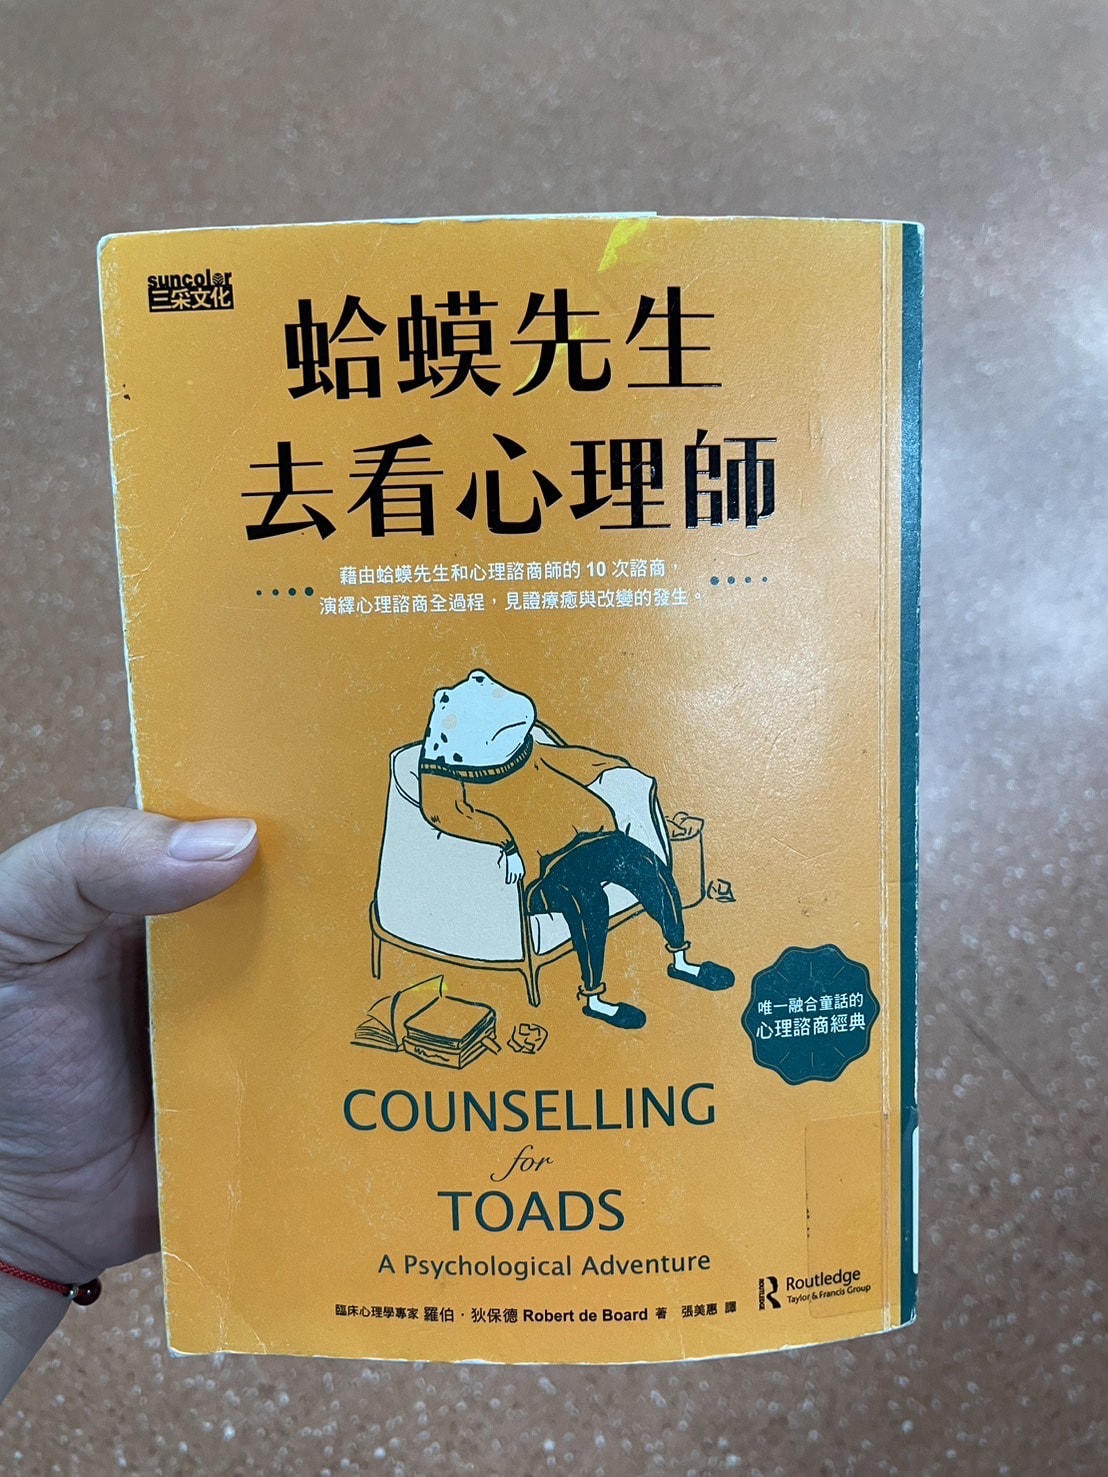 suncolor
三采文化
蛤蟆先生
去看心理師
藉由蛤蟆先生和心理諮商師的 10 次諮商，
演繹心理諮商全過程，見證療癒與改變的發生。
唯一融合童話的
心理諮商經典
COUNSELLING
for
TOADS
A Psychological Adventure
臨床心理學專家 羅伯．狄保德 Robert de Board 著 張美惠 譯
ROUTLEDGE
Routledge
Taylor & Francis Group